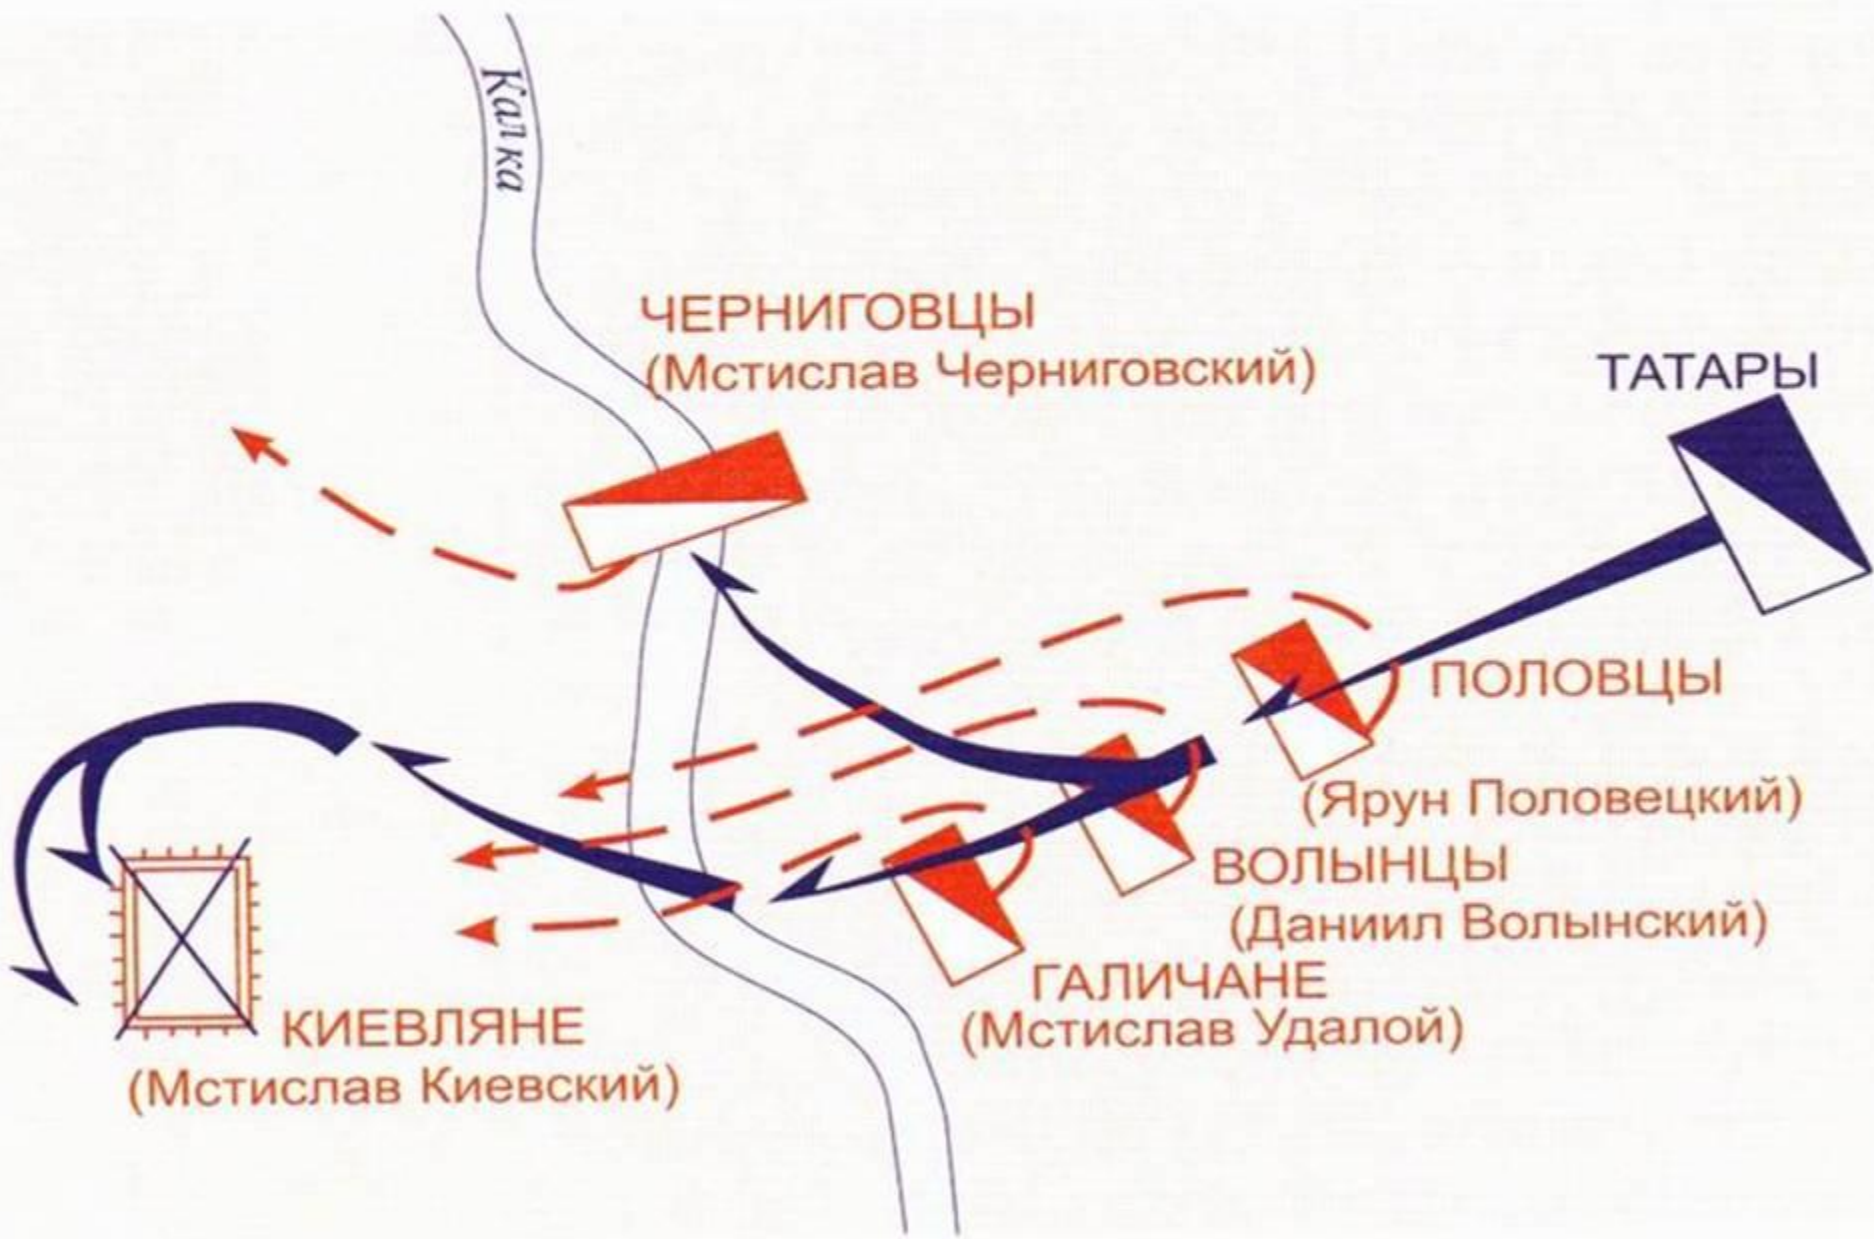 Калка
ЧЕРНИГОВЦЫ
(Мстислав Черниговский)
ТАТАРЫ
ПОЛОВЦЫ
(Ярун Половецкий)
ВОЛЫНЦЫ
(Даниил Волынский)
ГАЛИЧАНЕ
(Мстислав Удалой)
КИЕВЛЯНЕ
(Мстислав Киевский)